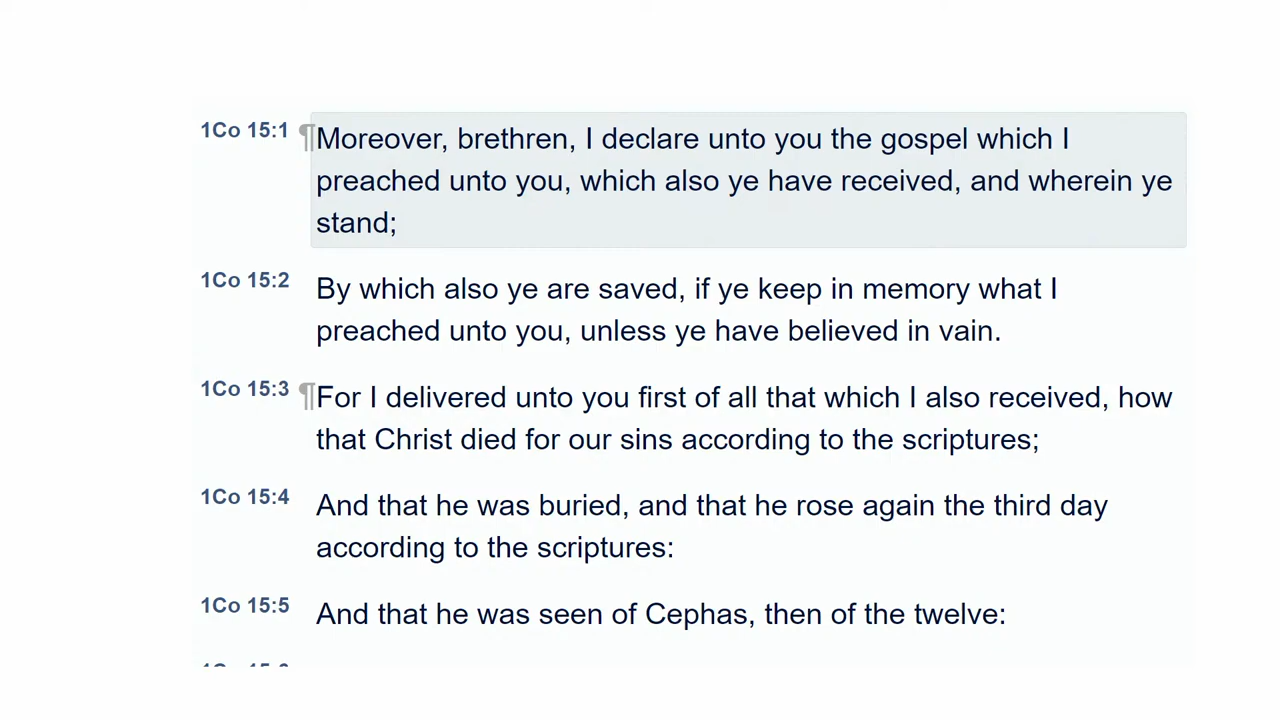 1Co 15:1 ¶Moreover, brethren, I declare unto you the gospel which I
preached unto you, which also ye have received, and wherein ye
stand;
1Co 15:2 By which also ye are saved, if ye keep in memory what I
preached unto you, unless ye have believed in vain.
1Co 15:3 ¶For I delivered unto you first of all that which I also received, how
that Christ died for our sins according to the scriptures;
1Co 15:4 And that he was buried, and that he rose again the third day
according to the scriptures:
1Co 15:5 And that he was seen of Cephas, then of the twelve: